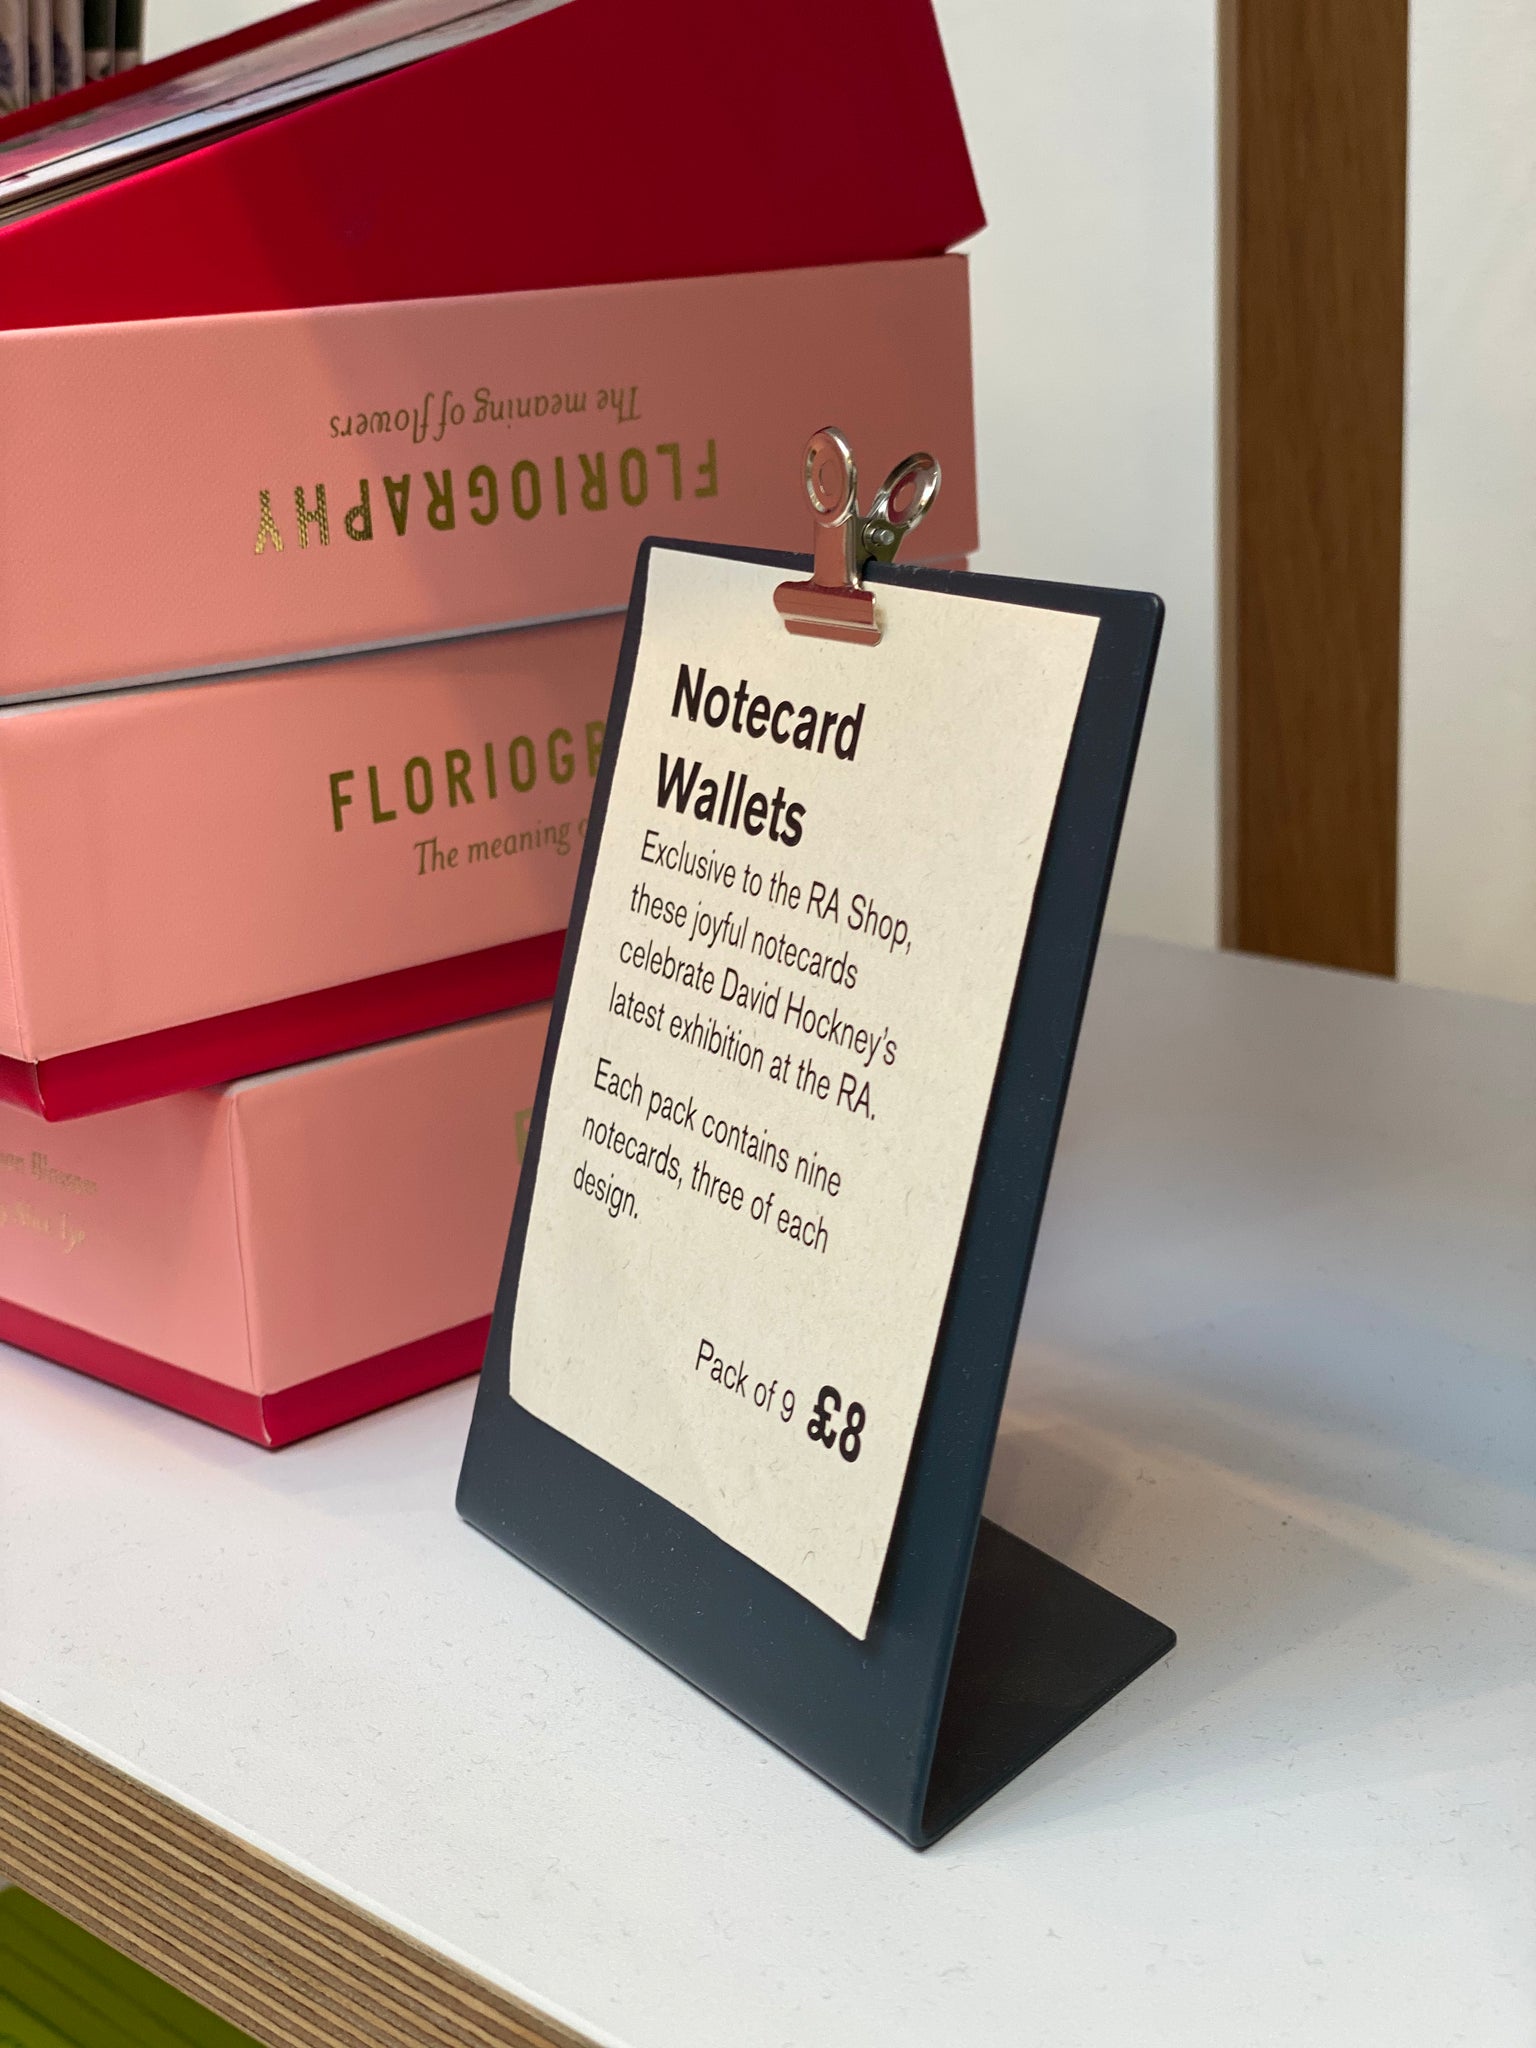 The meaning of flowers
FLORIOGRAPHY
FLORIOGR
The meaning
Notecard
Wallets
Exclusive to the RA Shop,
these joyful notecards
celebrate David Hockney's
latest exhibition at the RA.
Each pack contains nine
notecards, three of each
design.
Pack of 9 £8